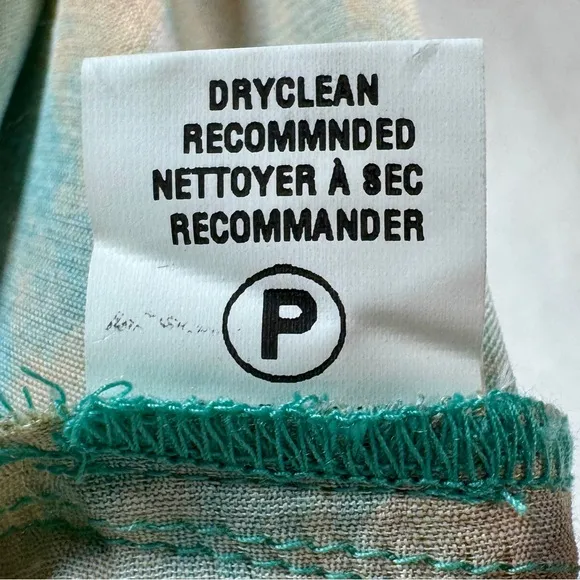 DRYCLEAN
RECOMMNDED
NETTOYER À SEC
RECOMMANDER
P